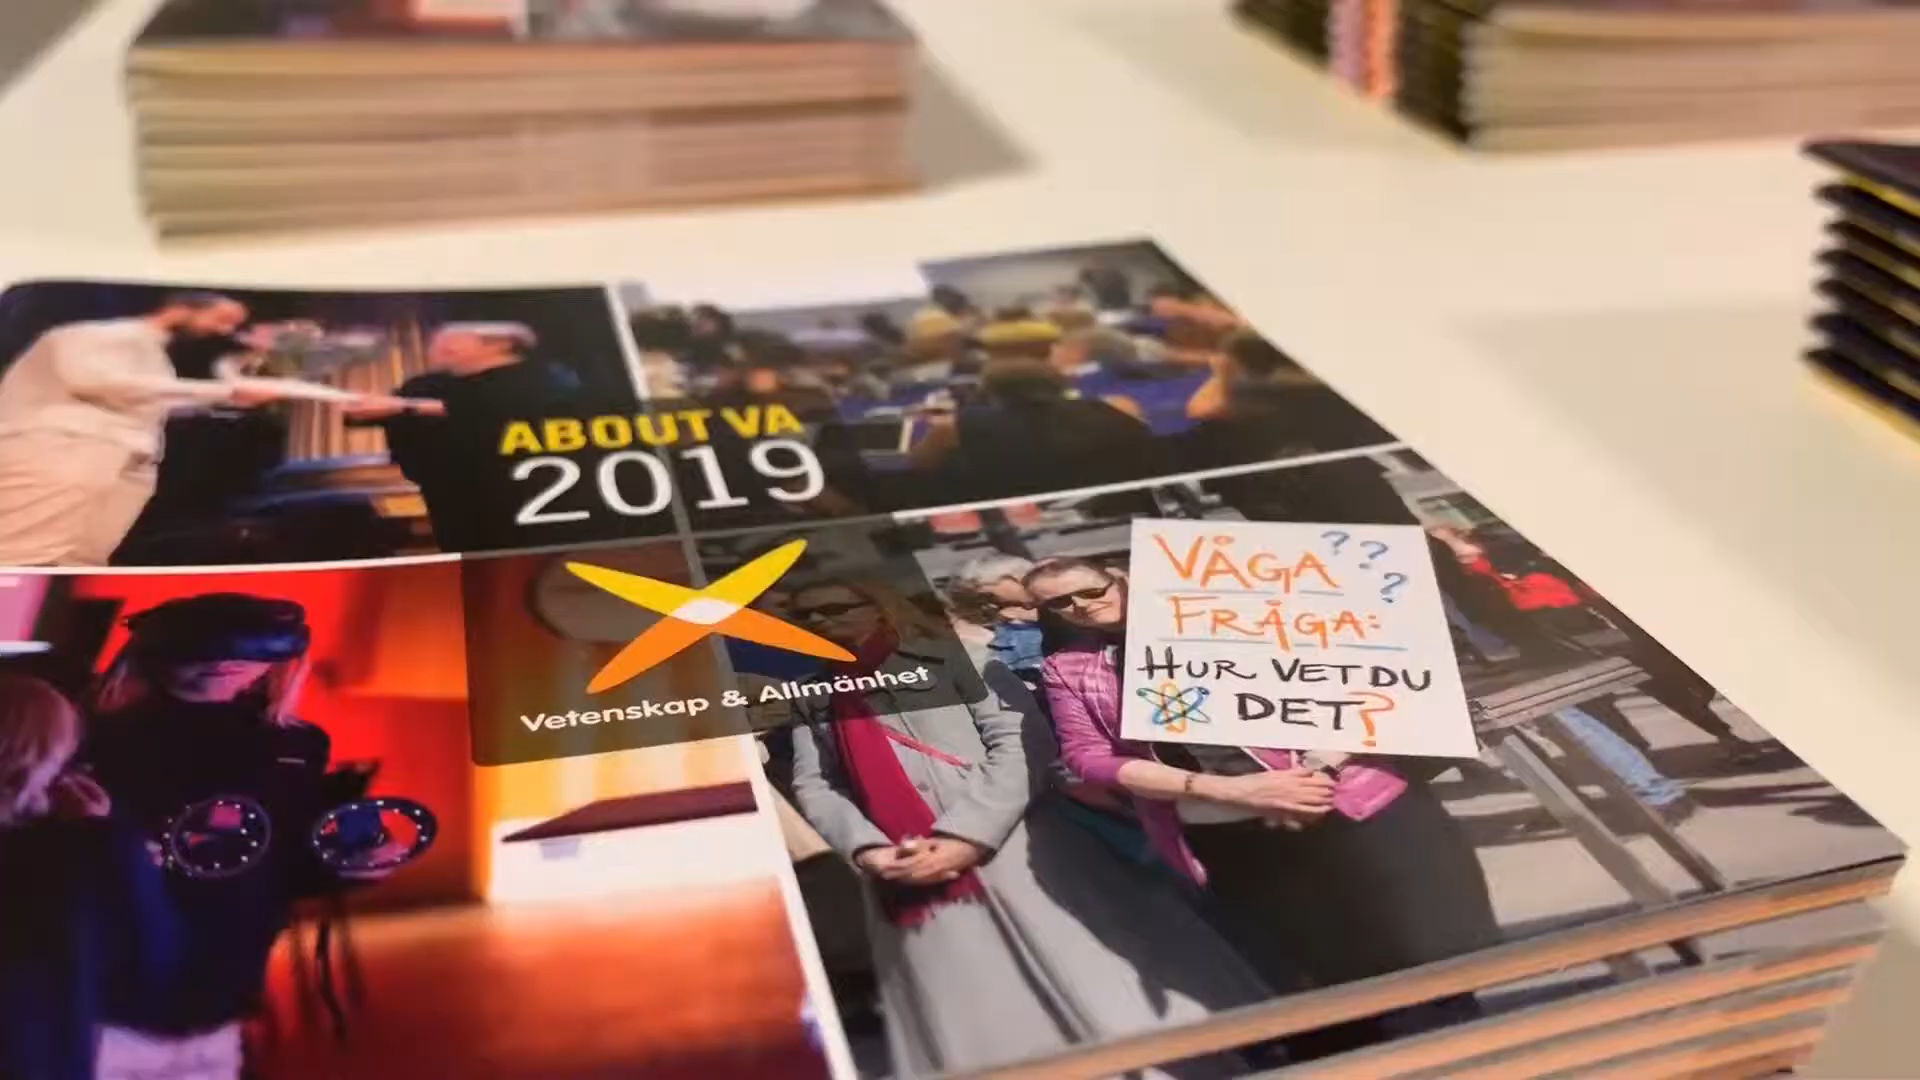 ABOUT VA
2019
Vetenskap & Allmänhet
VÅGA ???
FRÅGA:
HUR VET DU
DET?